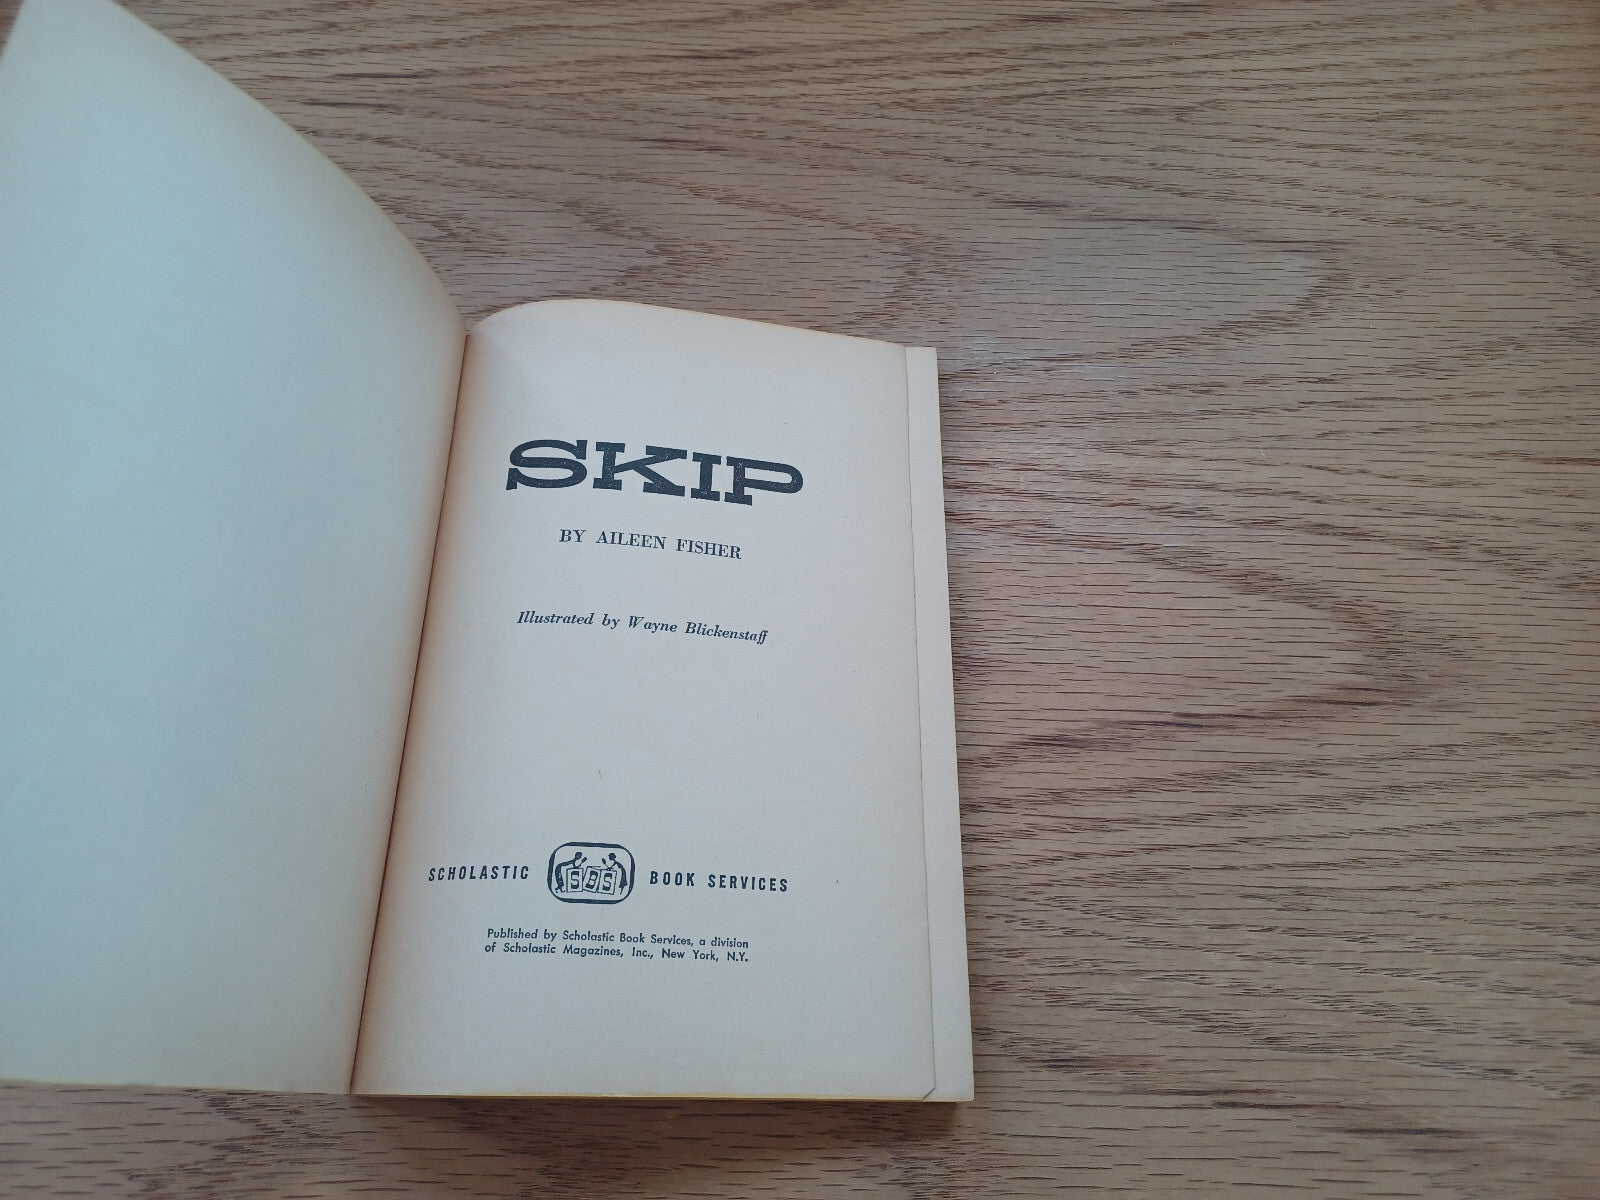 SKIP
BY AILEEN FISHER
Illustrated by Wayne Blickenstaff
SCHOLASTIC SBS BOOK SERVICES
Published by Scholastic Book Services, a division
of Scholastic Magazines, Inc., New York, N.Y.